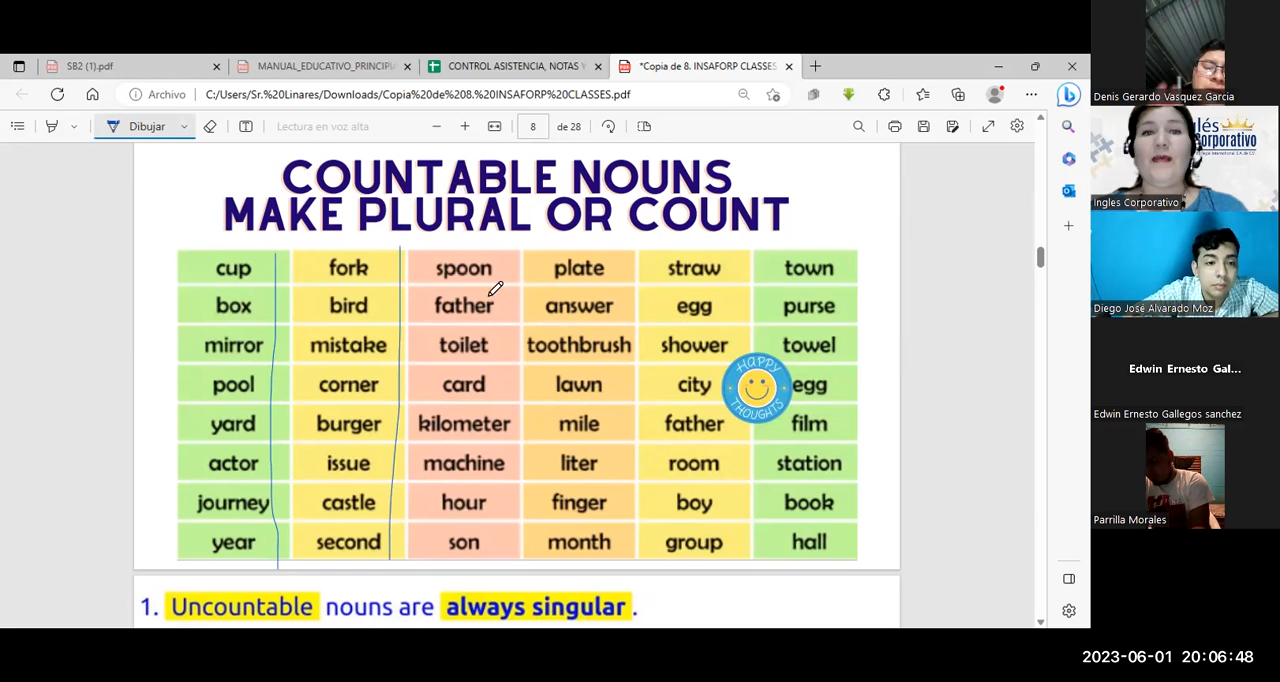 SB2 (1).pdf
MANUAL_EDUCATIVO_PRINCIPI
CONTROL ASISTENCIA, NOTAS Y
*Copia de 8. INSAFORP CLASSES.
Archivo
C:/Users/Sr.%20Linares/Downloads/Copia%20de%208.%20INSAFORP%20CLASSES.pdf
Dibujar
Lectura en voz alta
8
de 28
COUNTABLE NOUNS
MAKE PLURAL OR COUNT
cup fork spoon plate straw town
box bird father answer egg purse
mirror mistake toilet toothbrush shower towel
pool corner card lawn city egg
yard burger kilometer mile father film
actor issue machine liter room station
journey castle hour finger boy book
year second son month group hall
HAPPY
THOUGHTS
1. Uncountable nouns are always singular.
Denis Gerardo Vasquez Garcia
Ingles Corporativo
Diego José Alvarado Moz
Edwin Ernesto Gal...
Edwin Ernesto Gallegos sanchez
Parrilla Morales
2023-06-01 20:06:48